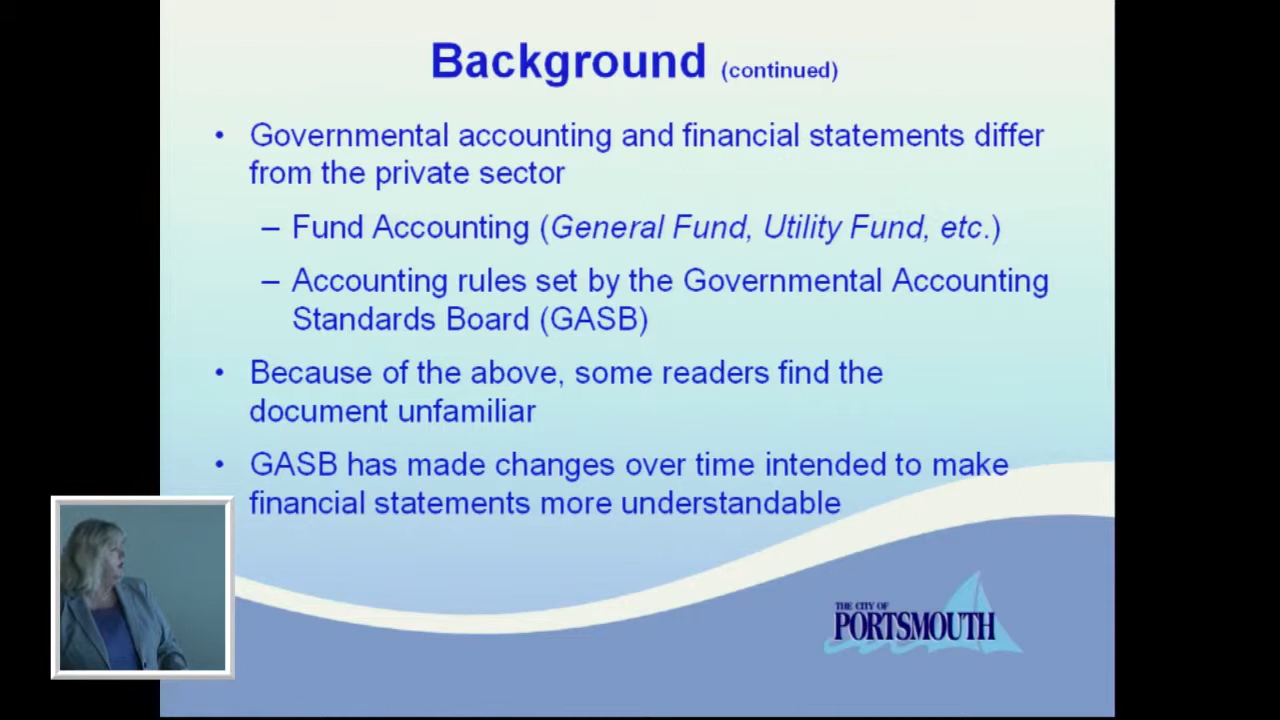 Background (continued)
• Governmental accounting and financial statements differ
from the private sector
– Fund Accounting (General Fund, Utility Fund, etc.)
– Accounting rules set by the Governmental Accounting
Standards Board (GASB)
• Because of the above, some readers find the
document unfamiliar
• GASB has made changes over time intended to make
financial statements more understandable
THE CITY OF
PORTSMOUTH